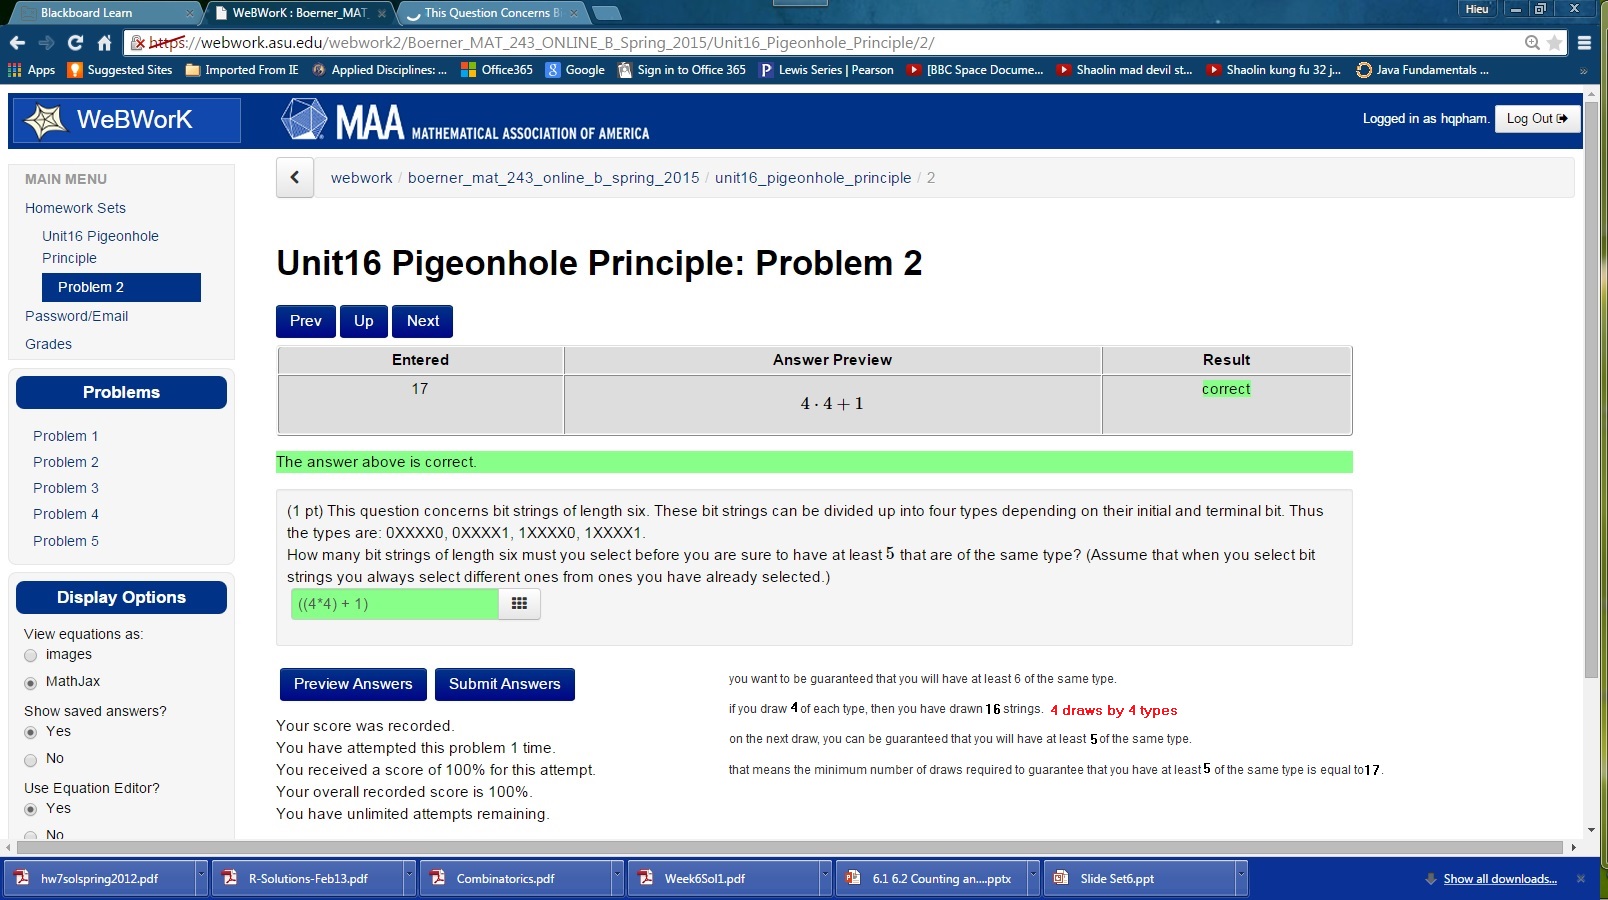 Blackboard Learn
WeBWorK : Boerner_MAT_
This Question Concerns B
Hieu
https://webwork.asu.edu/webwork2/Boerner_MAT_243_ONLINE_B_Spring_2015/Unit16_Pigeonhole_Principle/2/
Apps Suggested Sites Imported From IE Applied Disciplines: ... Office365 Google Sign in to Office 365 Lewis Series | Pearson [BBC Space Docume... Shaolin mad devil st... Shaolin kung fu 32 j... Java Fundamentals ...
WeBWorK
MAA MATHEMATICAL ASSOCIATION OF AMERICA
Logged in as hqpham. Log Out
MAIN MENU
Homework Sets
Unit16 Pigeonhole
Principle
Problem 2
Password/Email
Grades
Problems
Problem 1
Problem 2
Problem 3
Problem 4
Problem 5
Display Options
View equations as:
images
MathJax
Show saved answers?
Yes
No
Use Equation Editor?
Yes
No
webwork / boerner_mat_243_online_b_spring_2015 / unit16_pigeonhole_principle / 2
Unit16 Pigeonhole Principle: Problem 2
Prev Up Next
Entered Answer Preview Result
17 4 · 4 + 1 correct
The answer above is correct.
(1 pt) This question concerns bit strings of length six. These bit strings can be divided up into four types depending on their initial and terminal bit. Thus
the types are: 0XXXX0, 0XXXX1, 1XXXX0, 1XXXX1.
How many bit strings of length six must you select before you are sure to have at least 5 that are of the same type? (Assume that when you select bit
strings you always select different ones from ones you have already selected.)
((4*4) + 1)
Preview Answers Submit Answers
Your score was recorded.
You have attempted this problem 1 time.
You received a score of 100% for this attempt.
Your overall recorded score is 100%.
You have unlimited attempts remaining.
you want to be guaranteed that you will have at least 6 of the same type.
if you draw 4 of each type, then you have drawn 16 strings. 4 draws by 4 types
on the next draw, you can be guaranteed that you will have at least 5 of the same type.
that means the minimum number of draws required to guarantee that you have at least 5 of the same type is equal to 17.
hw7solspring2012.pdf
R-Solutions-Feb13.pdf
Combinatorics.pdf
Week6Sol1.pdf
6.1 6.2 Counting an....pptx
Slide Set6.ppt
Show all downloads...